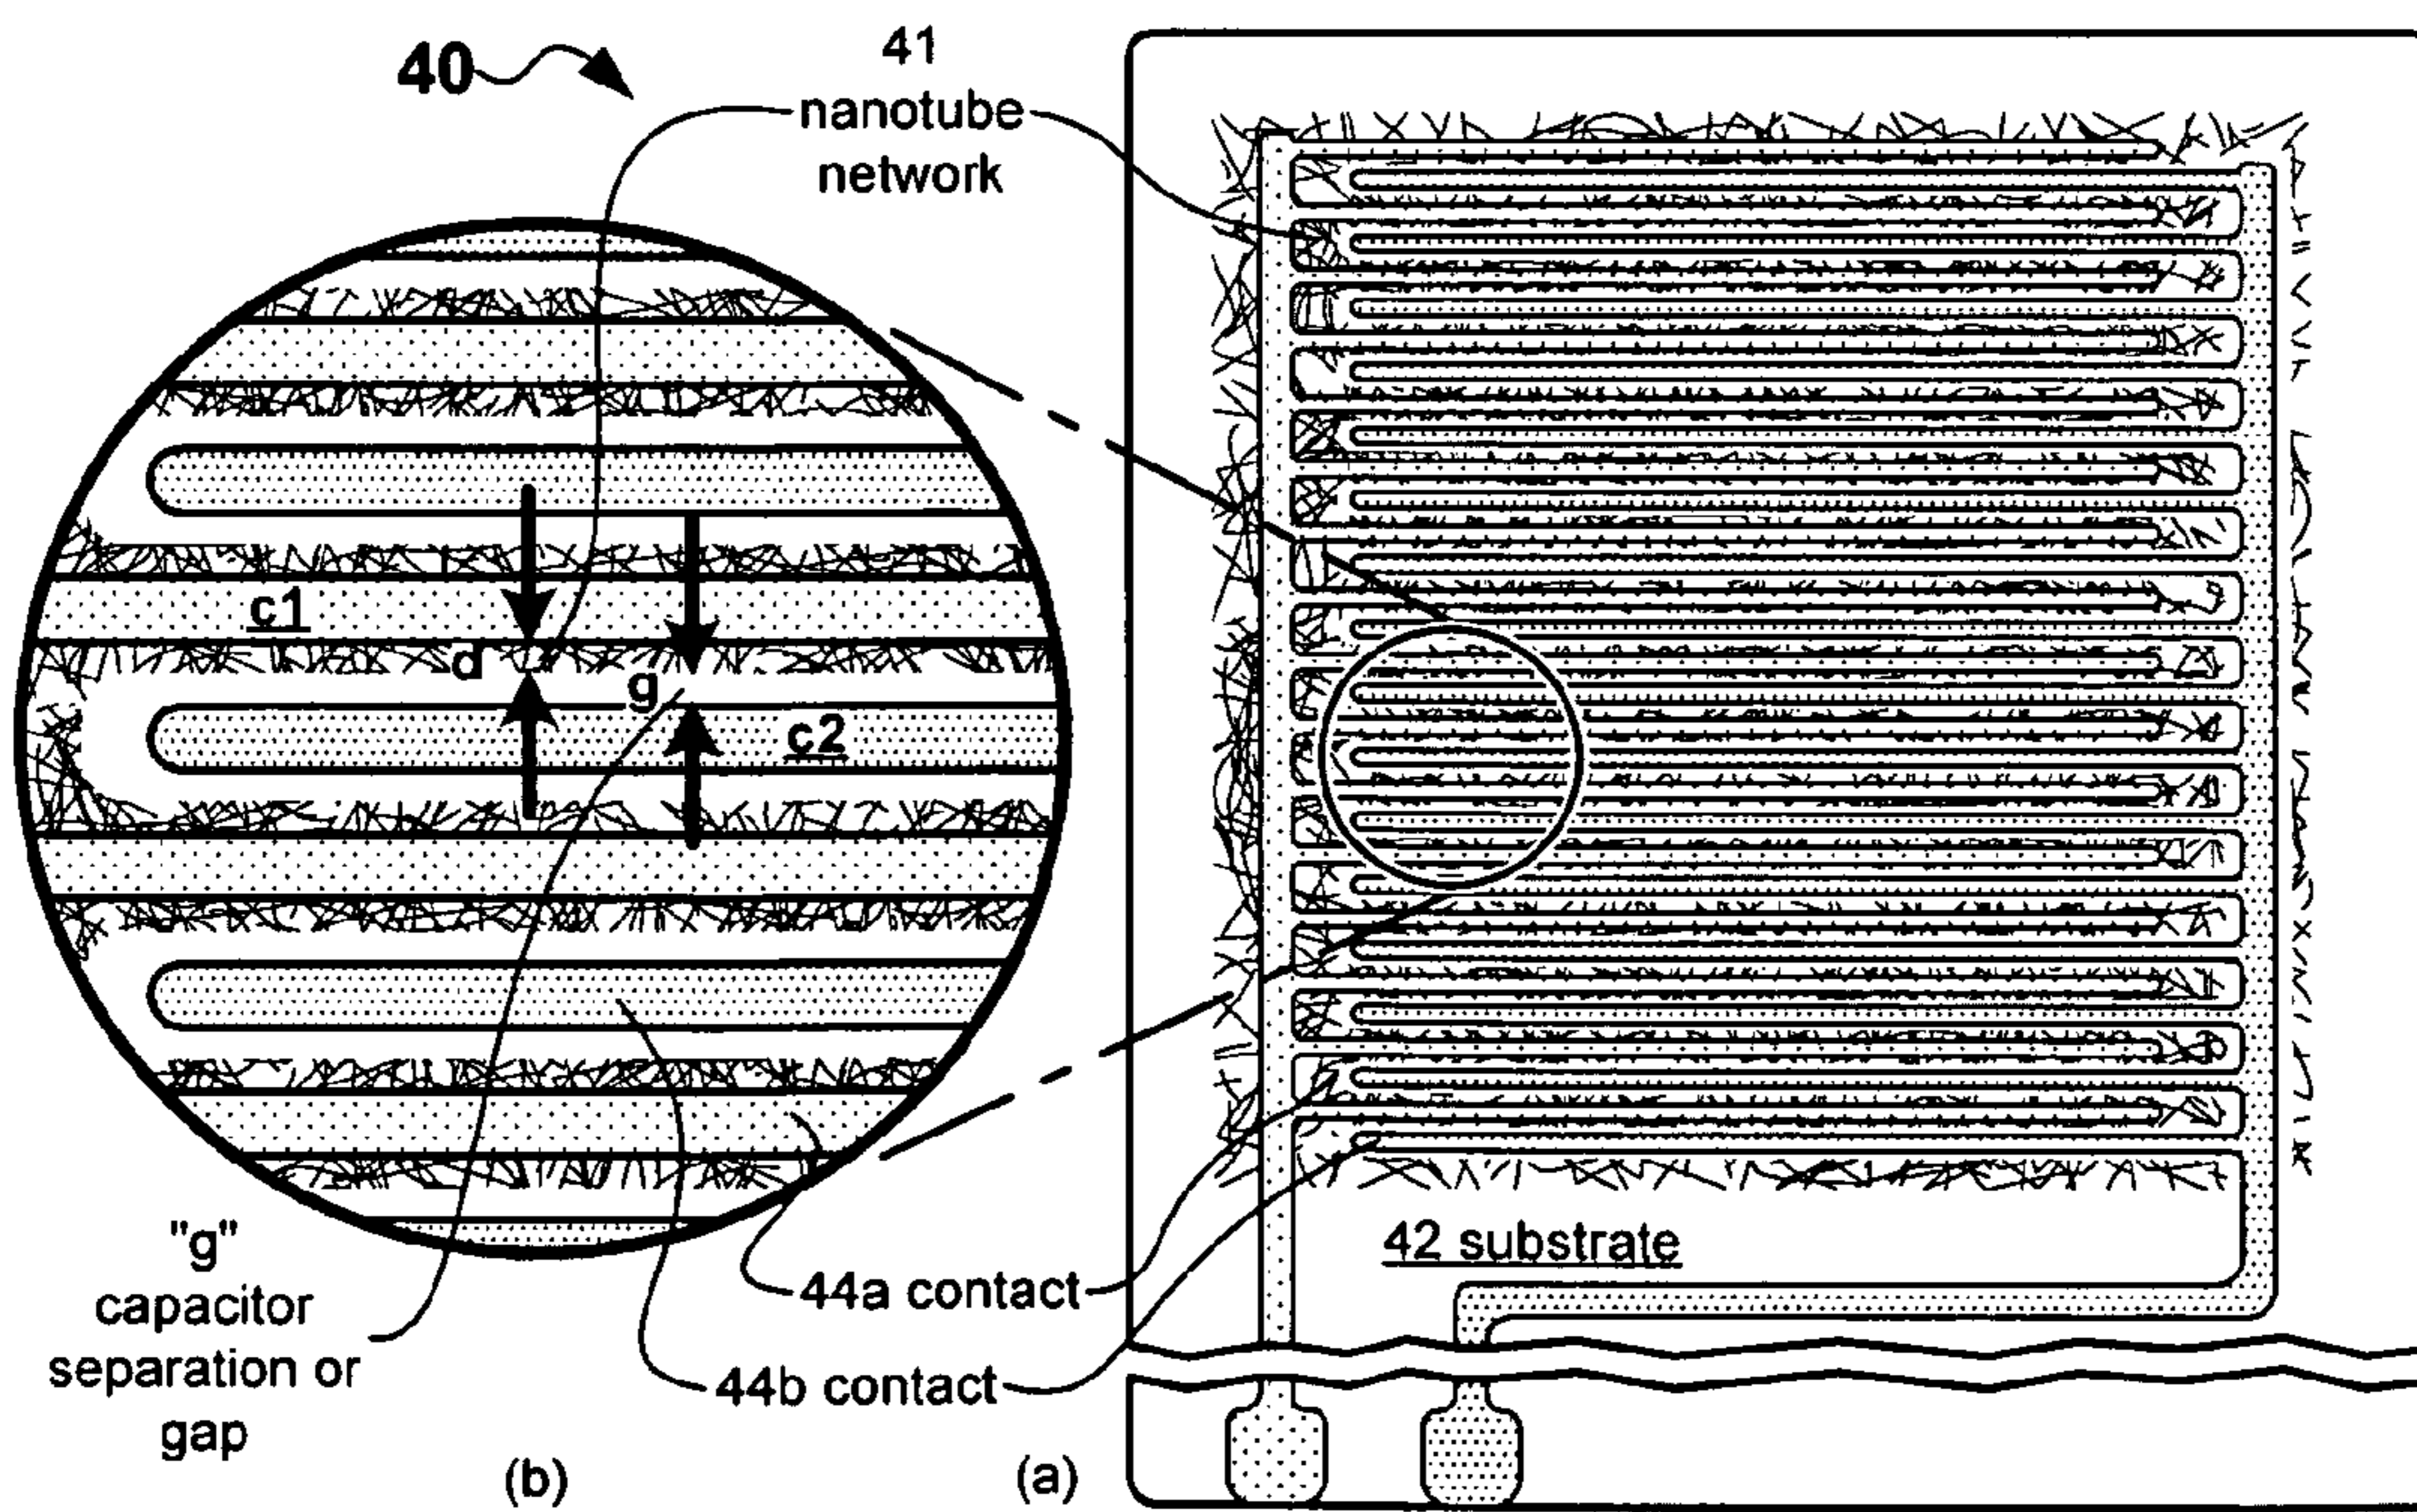 40
41
nanotube
network
c1
d
g
c2
"g"
capacitor
separation or
gap
42 substrate
44a contact
44b contact
(b)
(a)